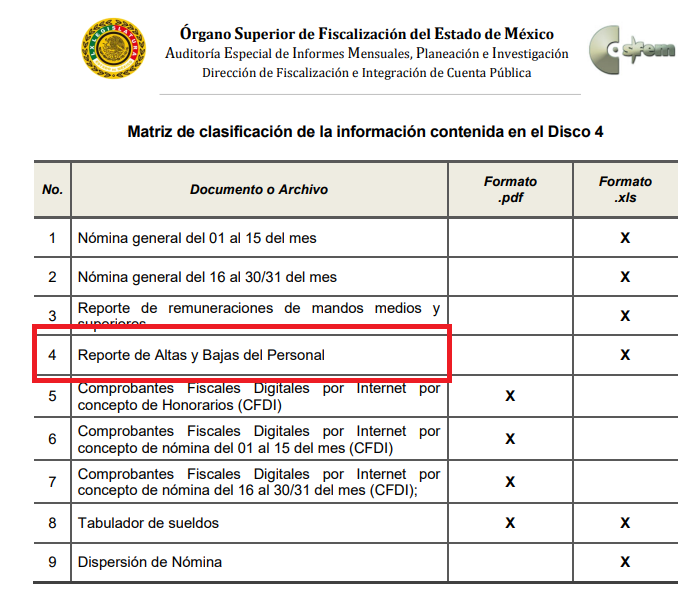 Órgano Superior de Fiscalización del Estado de México
Auditoría Especial de Informes Mensuales, Planeación e Investigación
Dirección de Fiscalización e Integración de Cuenta Pública
osfem
Matriz de clasificación de la información contenida en el Disco 4
No. Documento o Archivo Formato .pdf Formato .xls
1 Nómina general del 01 al 15 del mes X
2 Nómina general del 16 al 30/31 del mes X
3 Reporte de remuneraciones de mandos medios y
superiores X
4 Reporte de Altas y Bajas del Personal X
5 Comprobantes Fiscales Digitales por Internet por
concepto de Honorarios (CFDI) X
6 Comprobantes Fiscales Digitales por Internet por
concepto de nómina del 01 al 15 del mes (CFDI) X
7 Comprobantes Fiscales Digitales por Internet por
concepto de nómina del 16 al 30/31 del mes (CFDI); X
8 Tabulador de sueldos X X
9 Dispersión de Nómina X